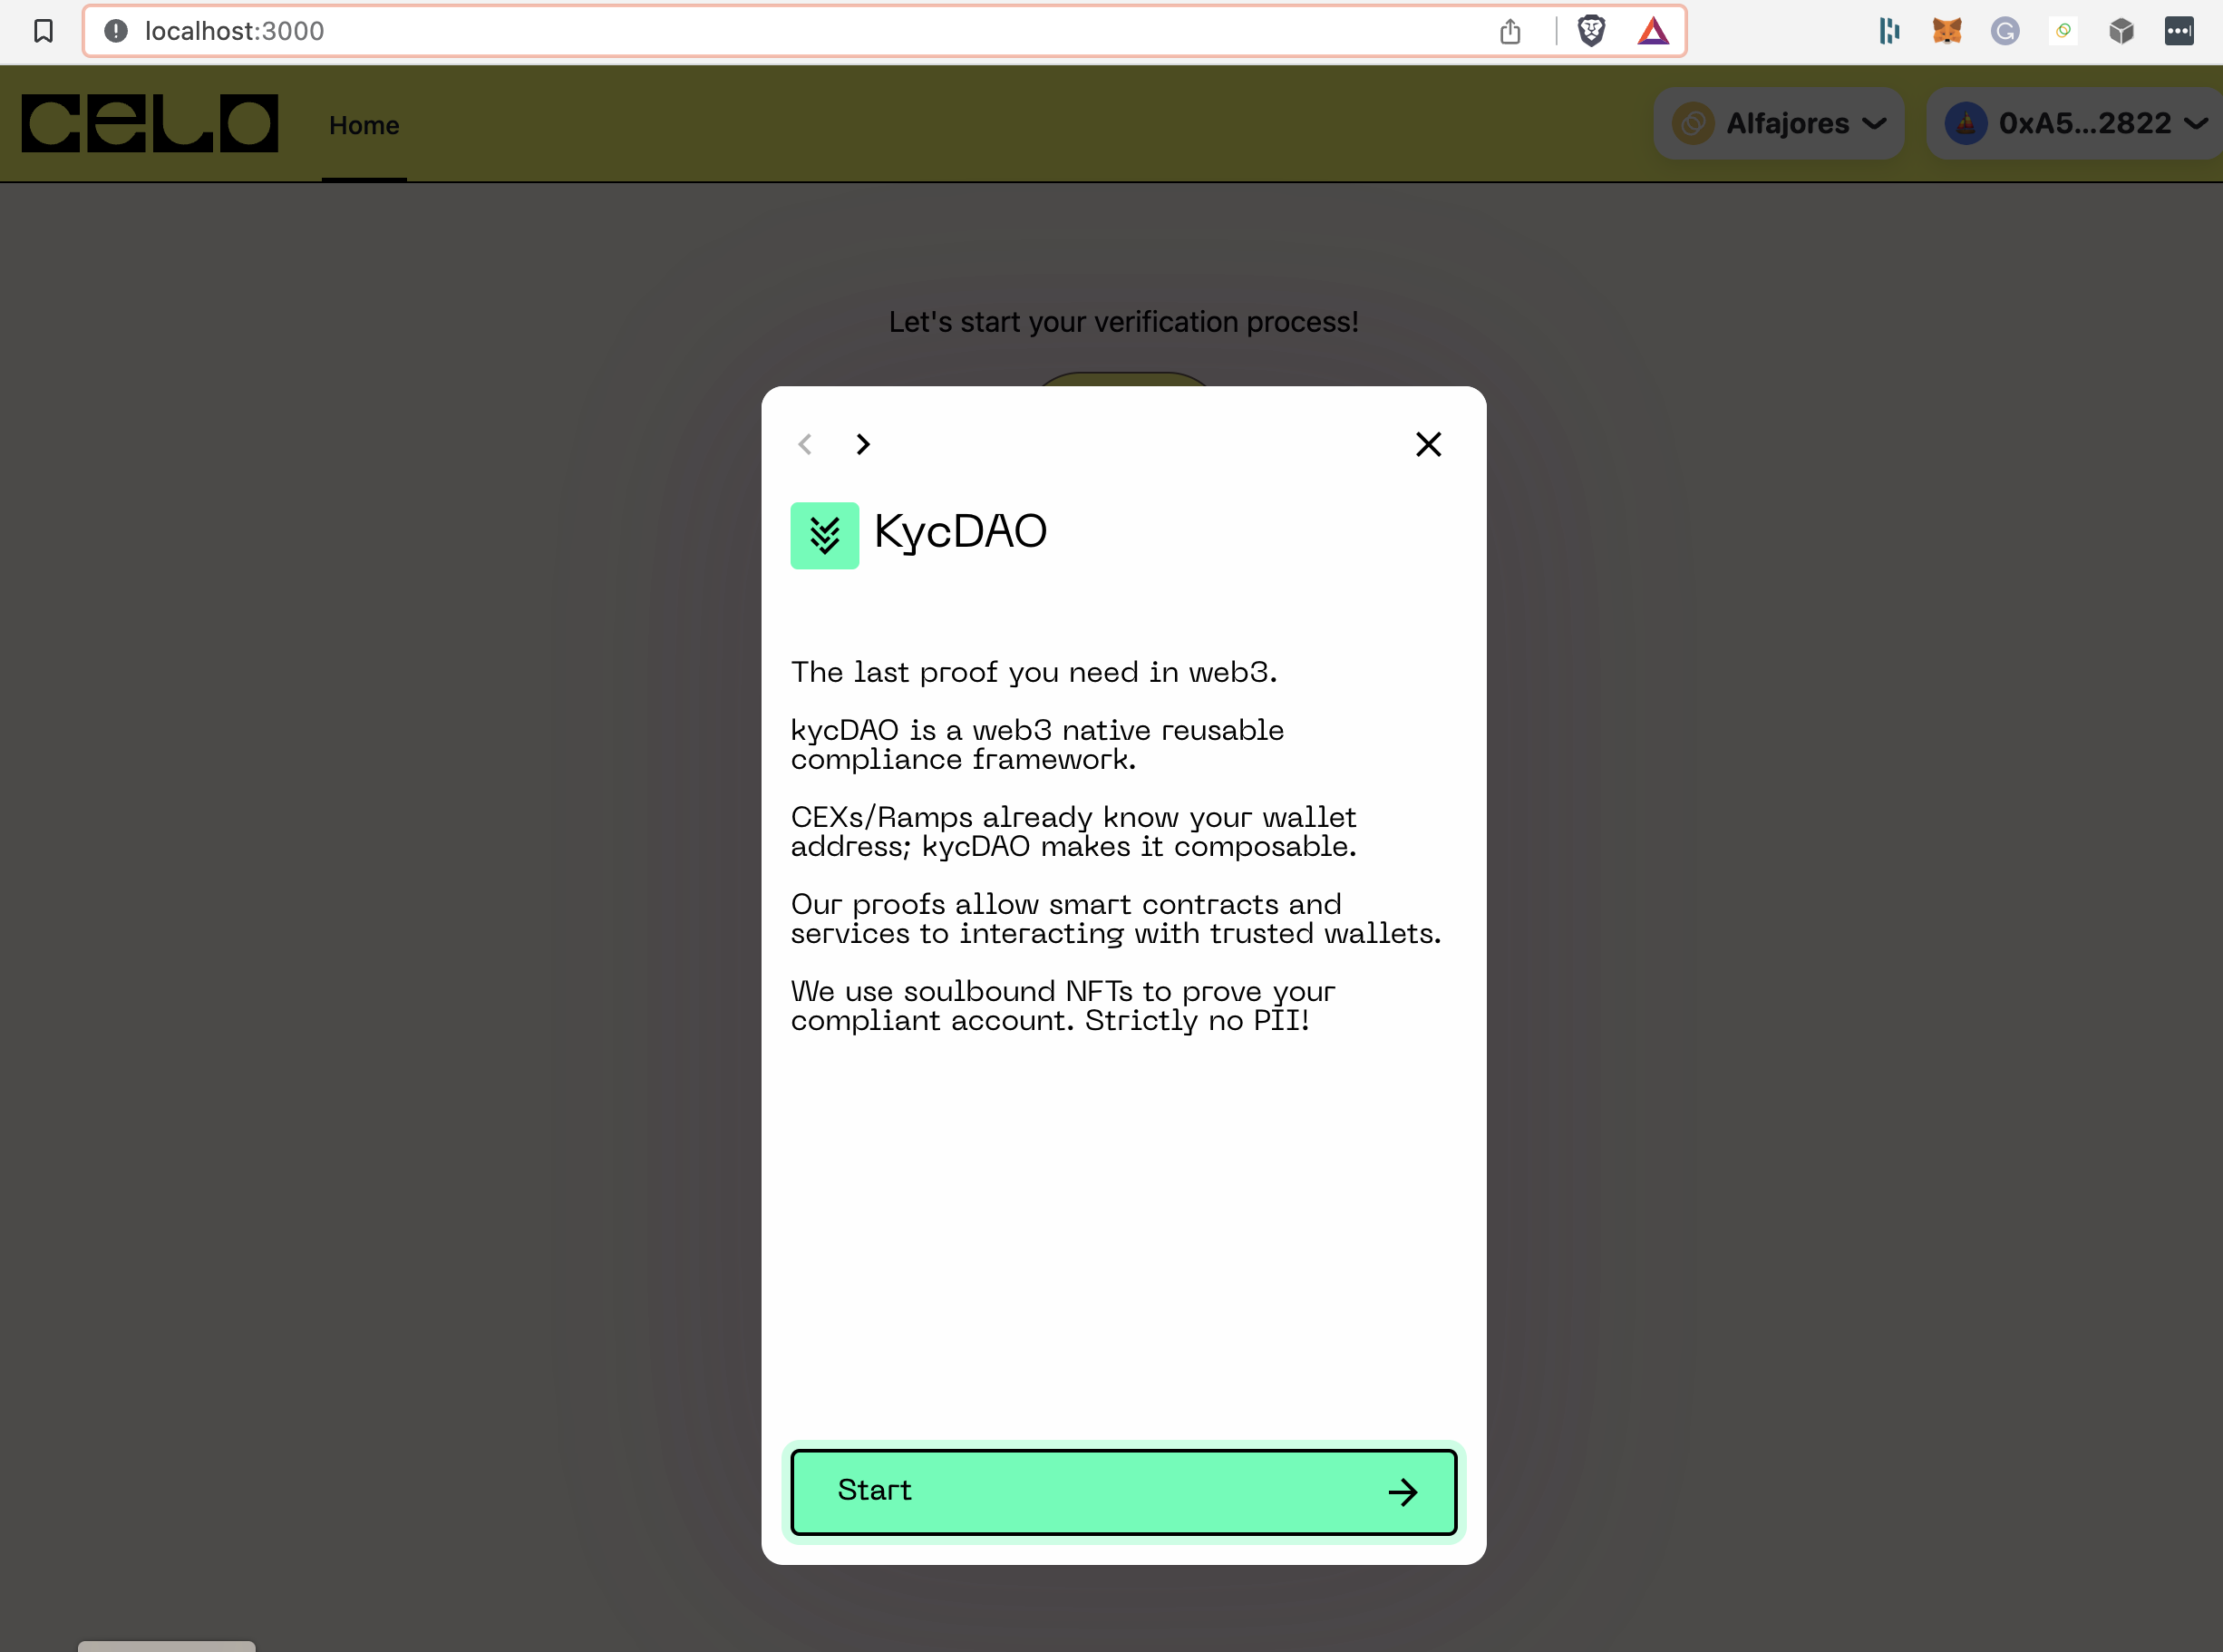 localhost:3000
CELO
Home
Alfajores
0xA5...2822
Let's start your verification process!
KycDAO
The last proof you need in web3.
kycDAO is a web3 native reusable
compliance framework.
CEXs/Ramps already know your wallet
address; kycDAO makes it composable.
Our proofs allow smart contracts and
services to interacting with trusted wallets.
We use soulbound NFTs to prove your
compliant account. Strictly no PII!
Start